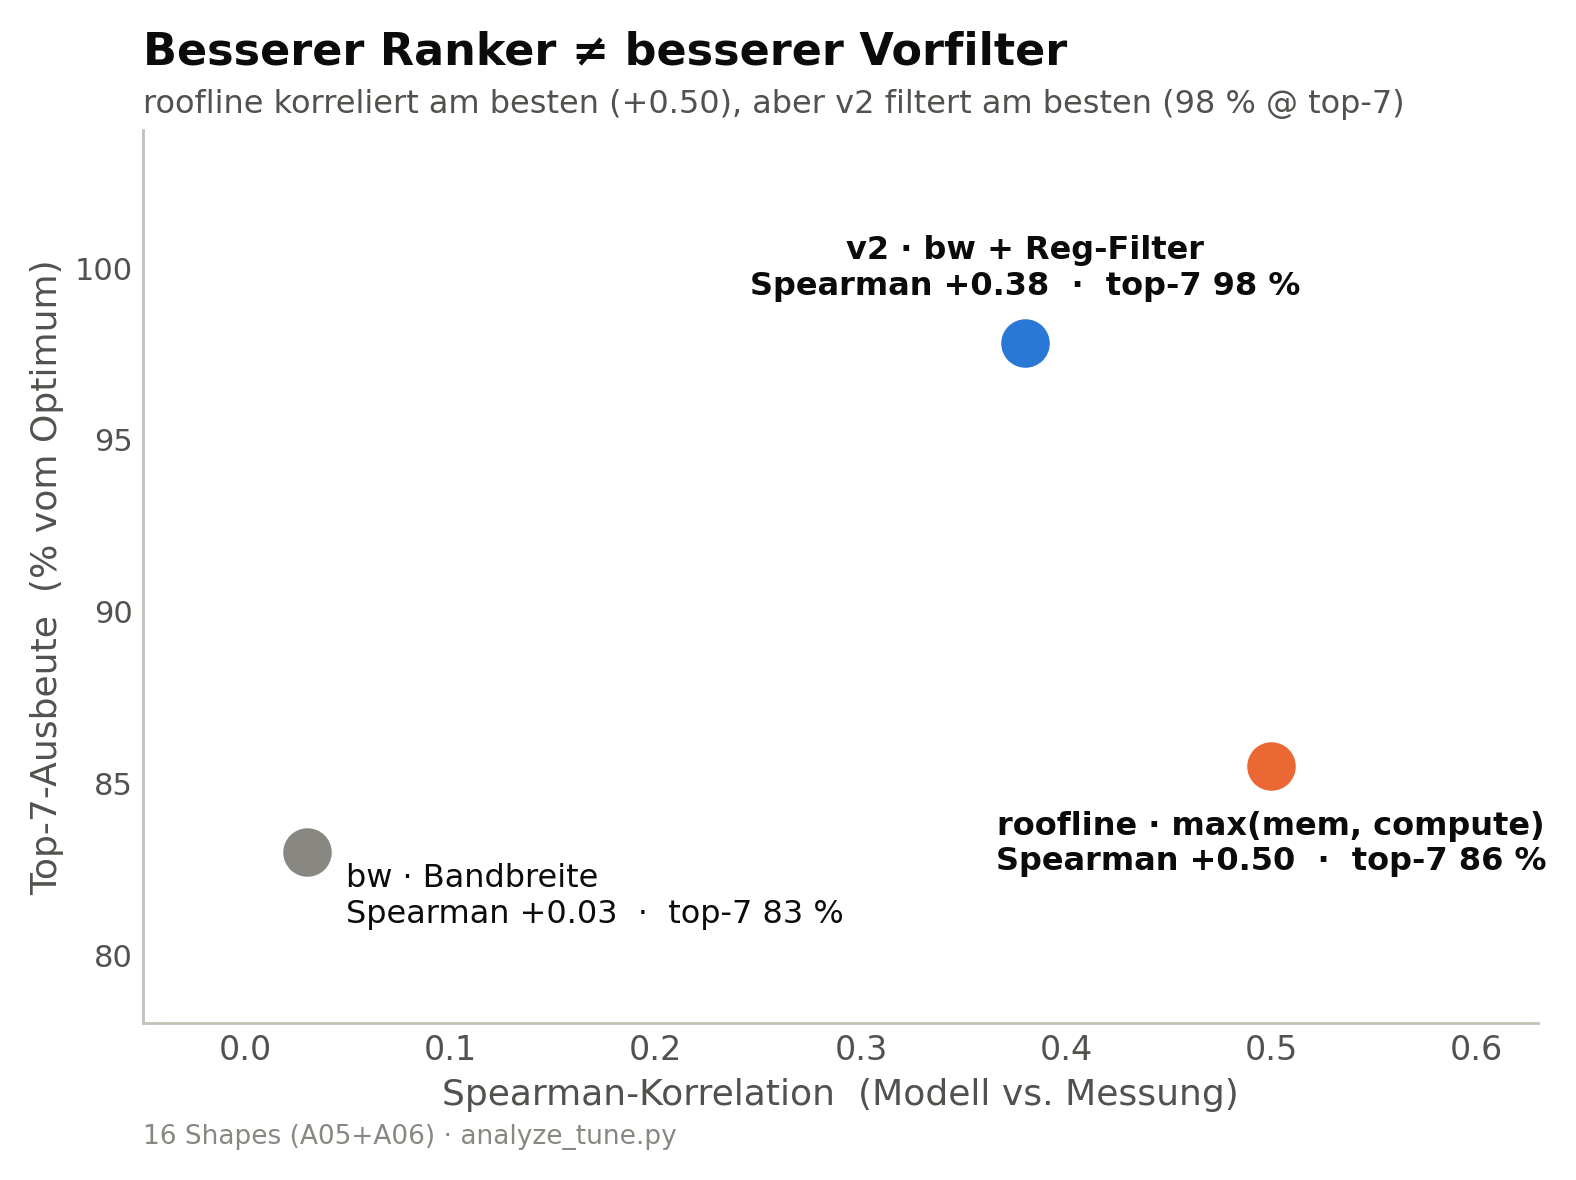 Besserer Ranker ≠ besserer Vorfilter
roofline korreliert am besten (+0.50), aber v2 filtert am besten (98 % @ top-7)
Top-7-Ausbeute (% vom Optimum)
100
95
90
85
80
v2 · bw + Reg-Filter
Spearman +0.38 · top-7 98 %
roofline · max(mem, compute)
Spearman +0.50 · top-7 86 %
bw · Bandbreite
Spearman +0.03 · top-7 83 %
0.0 0.1 0.2 0.3 0.4 0.5 0.6
Spearman-Korrelation (Modell vs. Messung)
16 Shapes (A05+A06) · analyze_tune.py